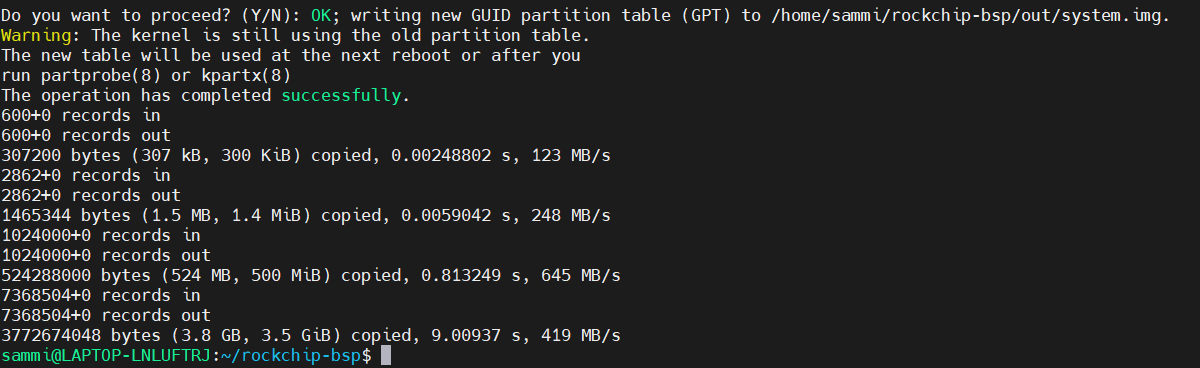 Do you want to proceed? (Y/N): OK; writing new GUID partition table (GPT) to /home/sammi/rockchip-bsp/out/system.img.
Warning: The kernel is still using the old partition table.
The new table will be used at the next reboot or after you
run partprobe(8) or kpartx(8)
The operation has completed successfully.
600+0 records in
600+0 records out
307200 bytes (307 kB, 300 KiB) copied, 0.00248802 s, 123 MB/s
2862+0 records in
2862+0 records out
1465344 bytes (1.5 MB, 1.4 MiB) copied, 0.0059042 s, 248 MB/s
1024000+0 records in
1024000+0 records out
524288000 bytes (524 MB, 500 MiB) copied, 0.813249 s, 645 MB/s
7368504+0 records in
7368504+0 records out
3772674048 bytes (3.8 GB, 3.5 GiB) copied, 9.00937 s, 419 MB/s
sammi@LAPTOP-LNLUFTRJ:~/rockchip-bsp$